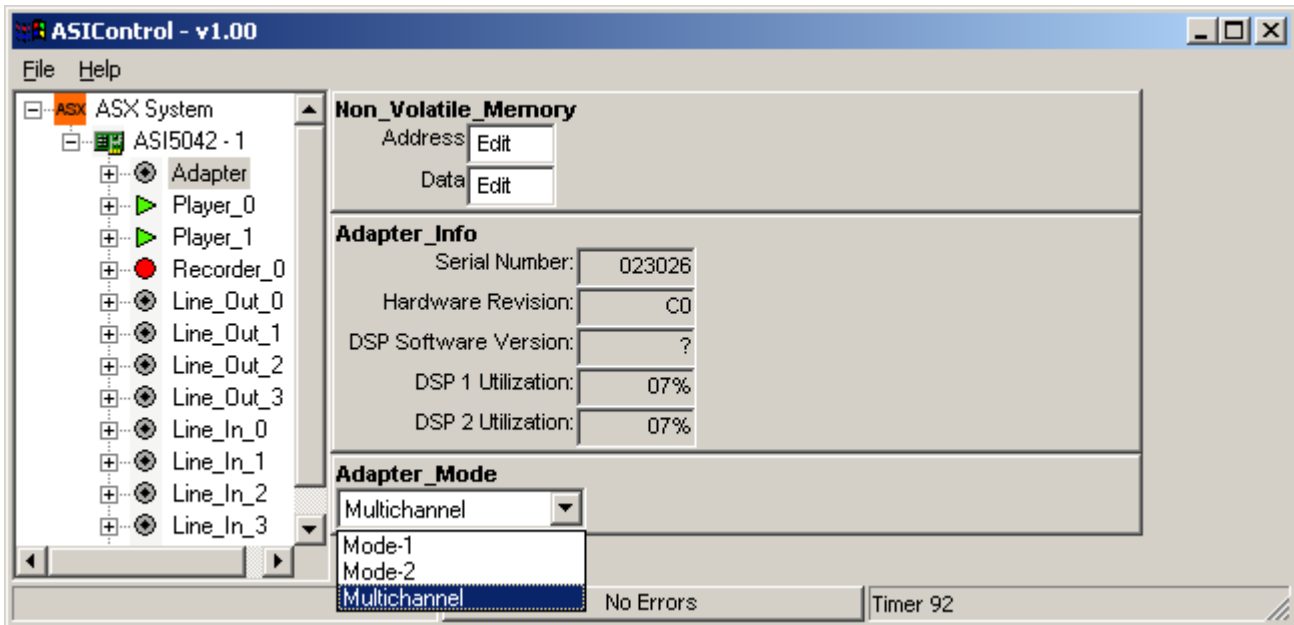 ASIControl - v1.00
File Help
ASX ASX System
ASI5042 - 1
Adapter
Player_0
Player_1
Recorder_0
Line_Out_0
Line_Out_1
Line_Out_2
Line_Out_3
Line_In_0
Line_In_1
Line_In_2
Line_In_3
Non_Volatile_Memory
Address Edit
Data Edit
Adapter_Info
Serial Number: 023026
Hardware Revision: C0
DSP Software Version: ?
DSP 1 Utilization: 07%
DSP 2 Utilization: 07%
Adapter_Mode
Multichannel
Mode-1
Mode-2
Multichannel
No Errors
Timer 92